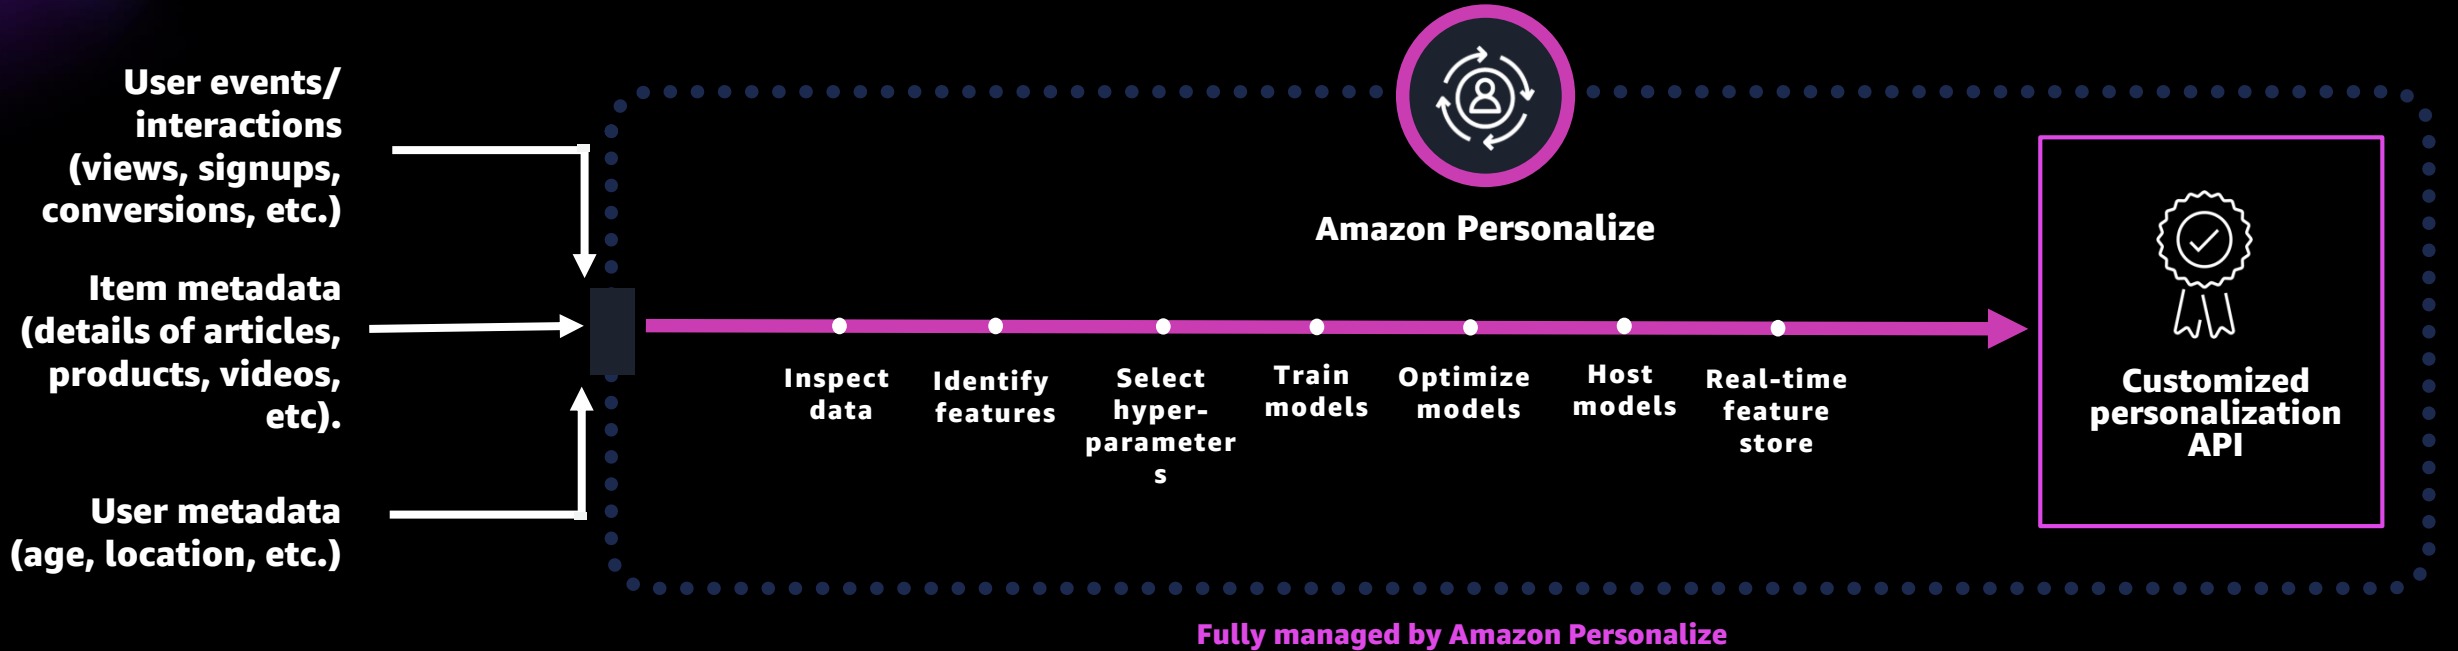 User events/
interactions
(views, signups,
conversions, etc.)
Item metadata
(details of articles,
products, videos,
etc).
User metadata
(age, location, etc.)
Amazon Personalize
Inspect
data
Identify
features
Select
hyper-
parameter
s
Train
models
Optimize
models
Host
models
Real-time
feature
store
Customized
personalization
API
Fully managed by Amazon Personalize